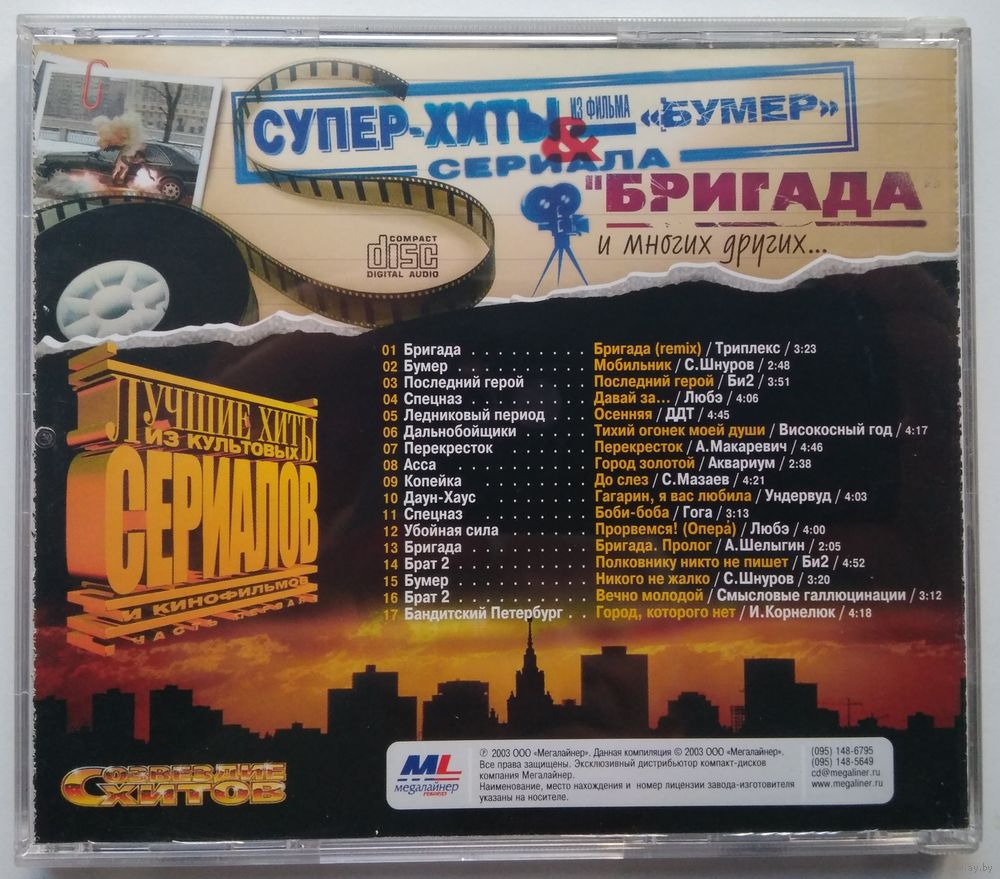 СУПЕР-ХИТЫ ИЗ ФИЛЬМА «БУМЕР»
& СЕРИАЛА
"БРИГАДА"
и многих других...
COMPACT
disc
DIGITAL AUDIO
ЛУЧШИЕ ХИТЫ
ИЗ КУЛЬТОВЫХ
СЕРИАЛОВ
И КИНОФИЛЬМОВ
ЧАСТЬ ПЕРВАЯ
01 Бригада . . . . . . . . . . Бригада (remix) / Триплекс / 3:23
02 Бумер . . . . . . . . . . . Мобильник / С.Шнуров / 2:48
03 Последний герой . . . . Последний герой / Би2 / 3:51
04 Спецназ . . . . . . . . . . Давай за... / Любэ / 4:06
05 Ледниковый период . . . . Осенняя / ДДТ / 4:45
06 Дальнобойщики . . . . . Тихий огонек моей души / Високосный год / 4:17
07 Перекресток . . . . . . . Перекресток / А.Макаревич / 4:46
08 Асса . . . . . . . . . . . . Город золотой / Аквариум / 2:38
09 Копейка . . . . . . . . . . До слез / С.Мазаев / 4:21
10 Даун-Хаус . . . . . . . . Гагарин, я вас любила / Ундервуд / 4:03
11 Спецназ . . . . . . . . . . Боби-боба / Гога / 3:13
12 Убойная сила . . . . . . . Прорвемся! (Опера́) / Любэ / 4:00
13 Бригада . . . . . . . . . . Бригада. Пролог / А.Шелыгин / 2:05
14 Брат 2 . . . . . . . . . . . Полковнику никто не пишет / Би2 / 4:52
15 Бумер . . . . . . . . . . . Никого не жалко / С.Шнуров / 3:20
16 Брат 2 . . . . . . . . . . . Вечно молодой / Смысловые галлюцинации / 3:12
17 Бандитский Петербург . . Город, которого нет / И.Корнелюк / 4:18
СОЗВЕЗДИЕ
ХИТОВ
ML
мегалайнер
рекордз
℗ 2003 ООО «Мегалайнер». Данная компиляция © 2003 ООО «Мегалайнер».
Все права защищены. Эксклюзивный дистрибьютор компакт-дисков
компания Мегалайнер.
Наименование, место нахождения и номер лицензии завода-изготовителя
указаны на носителе.
(095) 148-6795
(095) 148-5649
cd@megaliner.ru
www.megaliner.ru
ay.by